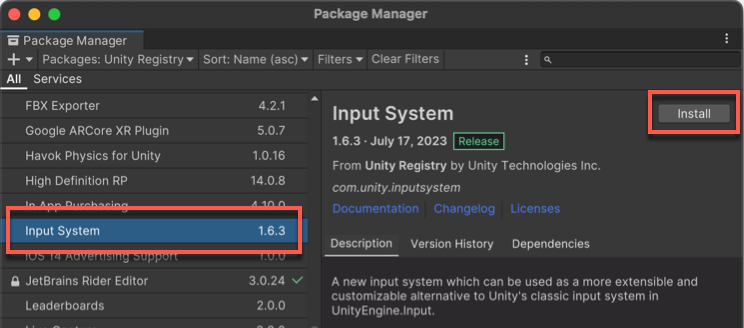 Package Manager
Package Manager
Packages: Unity Registry
Sort: Name (asc)
Filters
Clear Filters
All
Services
FBX Exporter 4.2.1
Google ARCore XR Plugin 5.0.7
Havok Physics for Unity 1.0.16
High Definition RP 14.0.8
In App Purchasing 4.10.0
Input System 1.6.3
iOS 14 Advertising Support 1.0.0
JetBrains Rider Editor 3.0.24
Leaderboards 2.0.0
Input System
Install
1.6.3 · July 17, 2023 Release
From Unity Registry by Unity Technologies Inc.
com.unity.inputsystem
Documentation Changelog Licenses
Description Version History Dependencies
A new input system which can be used as a more extensible and
customizable alternative to Unity's classic input system in
UnityEngine.Input.